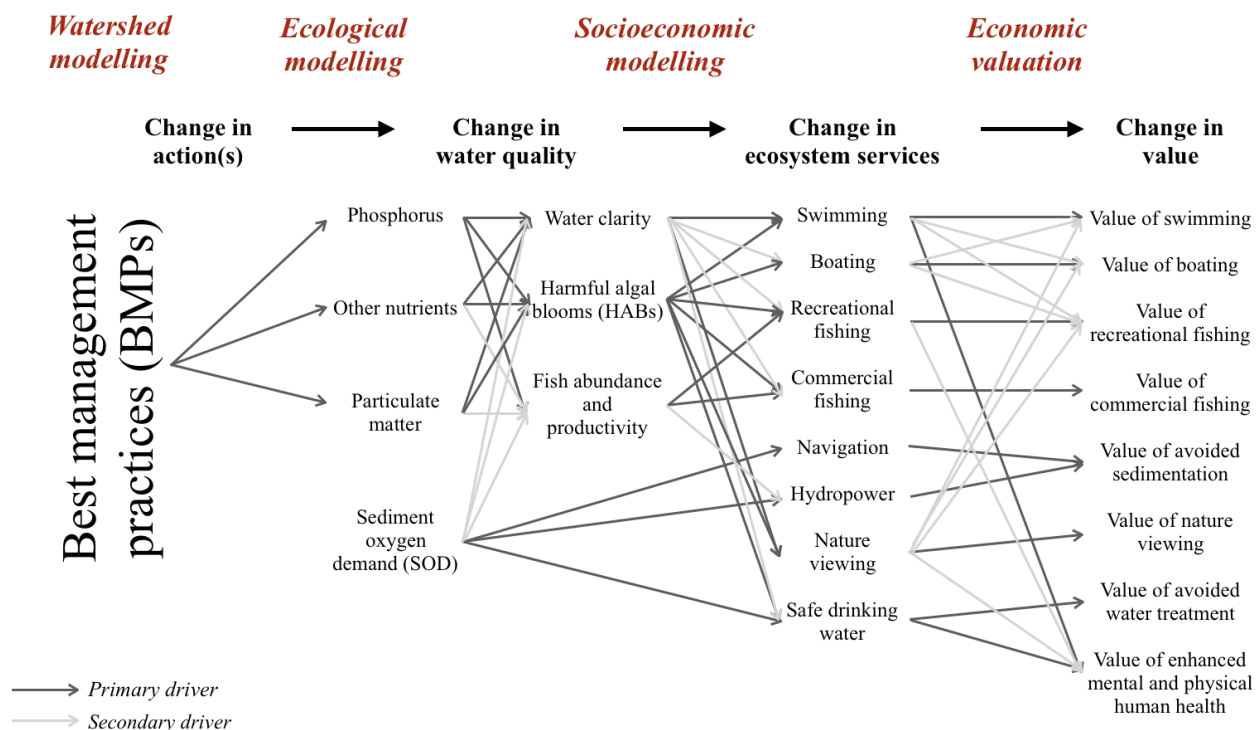 Watershed
modelling
Ecological
modelling
Socioeconomic
modelling
Economic
valuation
Change in
action(s)
Change in
water quality
Change in
ecosystem services
Change in
value
Best management
practices (BMPs)
Phosphorus
Other nutrients
Particulate
matter
Sediment
oxygen
demand (SOD)
Water clarity
Harmful algal
blooms (HABs)
Fish abundance
and
productivity
Swimming
Boating
Recreational
fishing
Commercial
fishing
Navigation
Hydropower
Nature
viewing
Safe drinking
water
Value of swimming
Value of boating
Value of
recreational fishing
Value of
commercial fishing
Value of avoided
sedimentation
Value of nature
viewing
Value of avoided
water treatment
Value of enhanced
mental and physical
human health
Primary driver
Secondary driver